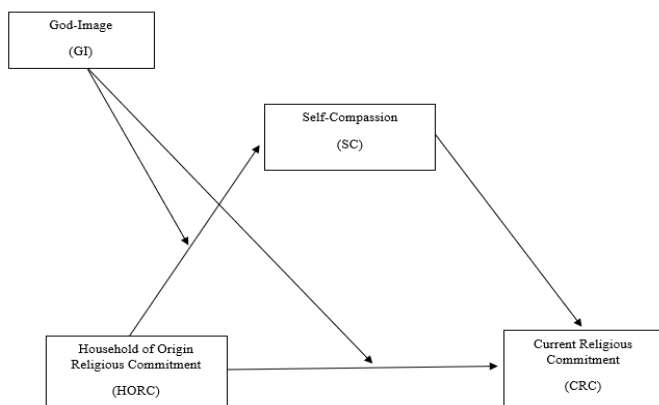 God-Image
(GI)
Self-Compassion
(SC)
Household of Origin
Religious Commitment
(HORC)
Current Religious
Commitment
(CRC)